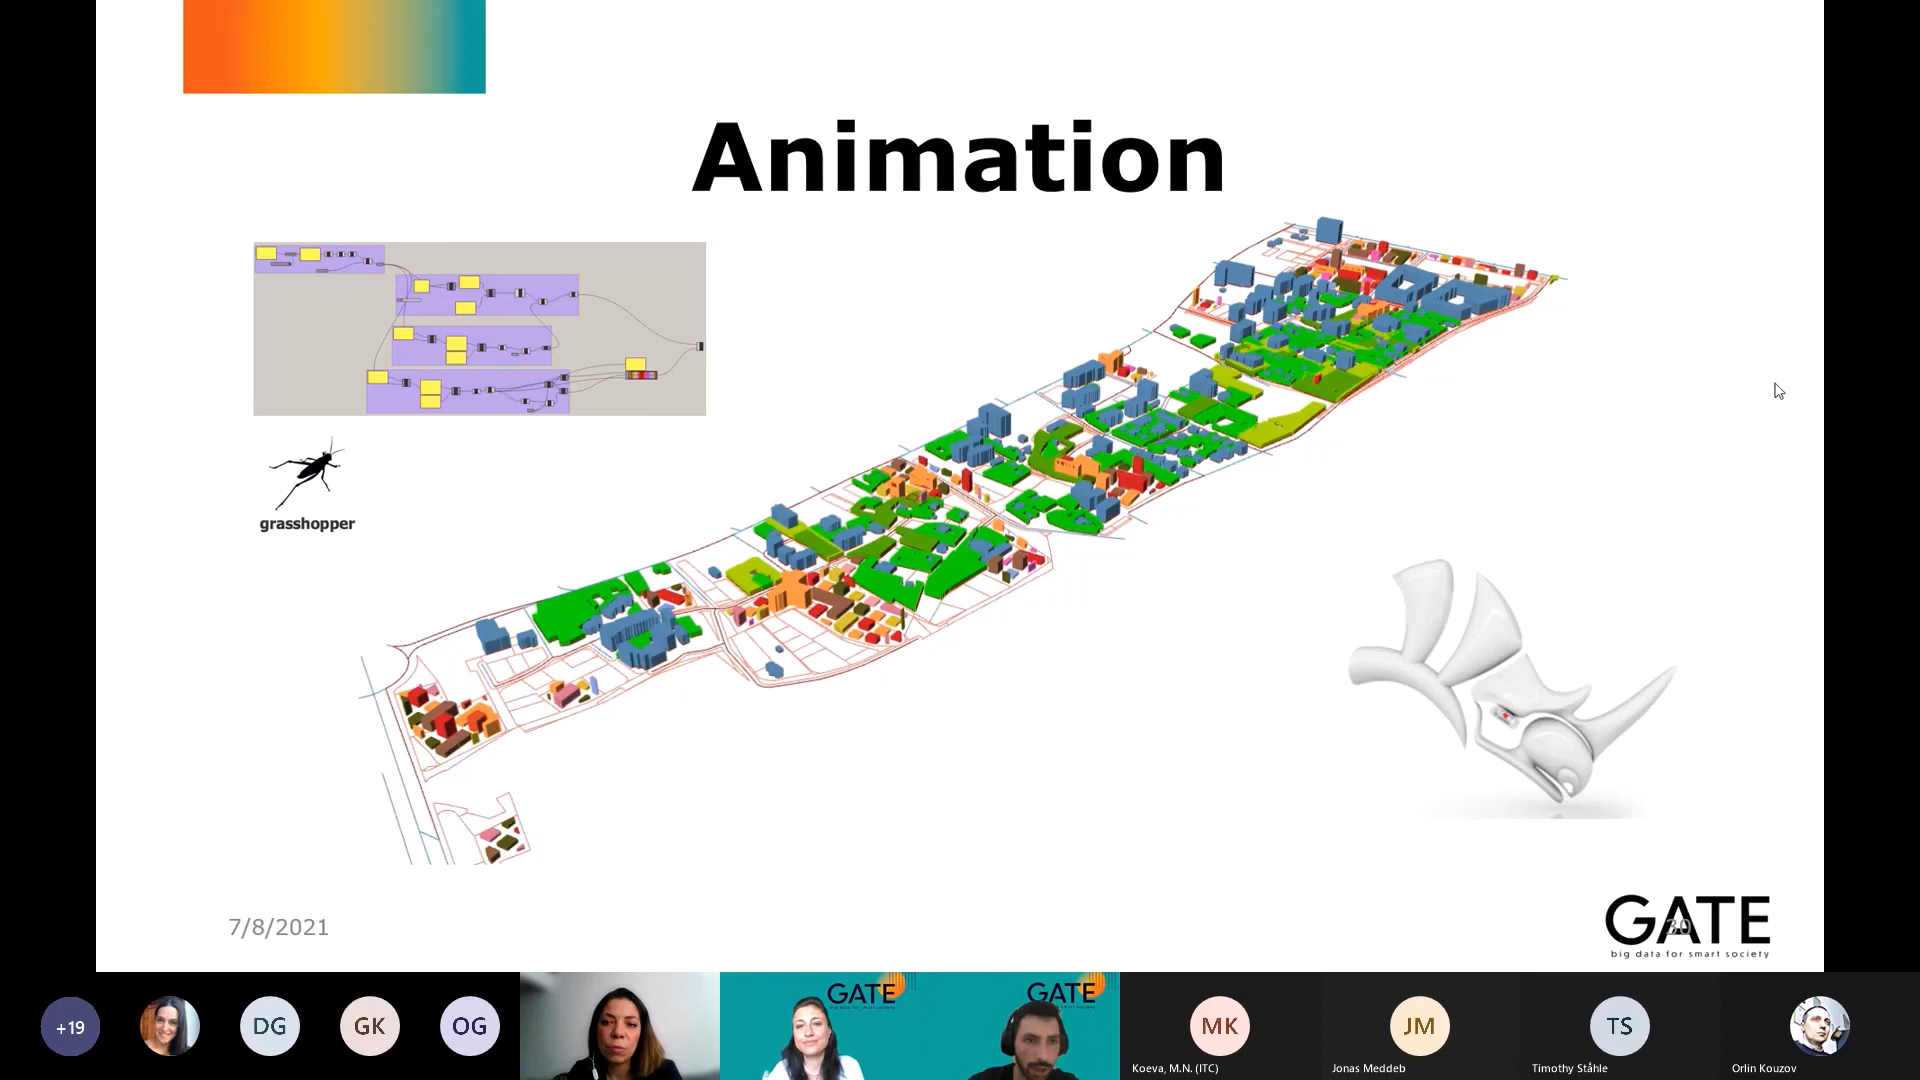 Animation
grasshopper
7/8/2021
GATE
30
big data for smart society
+19
DG
GK
OG
GATE
GATE
MK
Koeva, M.N. (ITC)
JM
Jonas Meddeb
TS
Timothy Ståhle
Orlin Kouzov